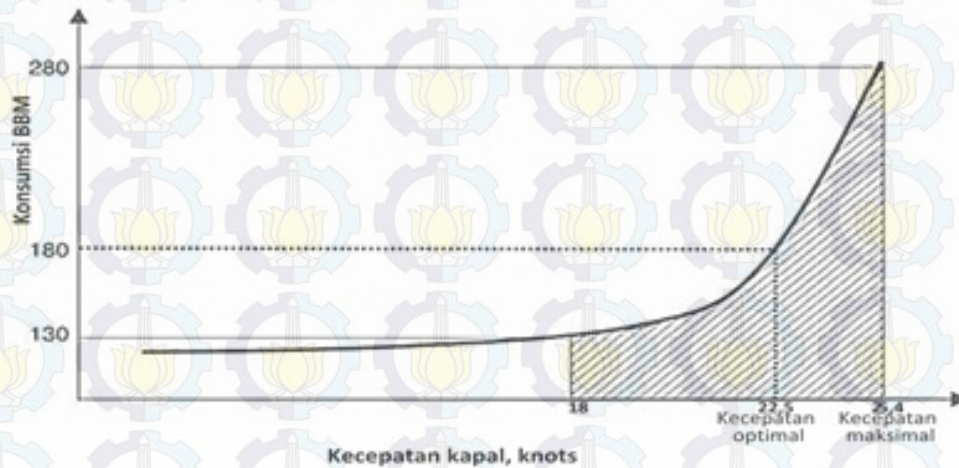 280
Konsumsi BBM
180
130
18
22.5
25,4
Kecepatan
optimal
Kecepatan
maksimal
Kecepatan kapal, knots